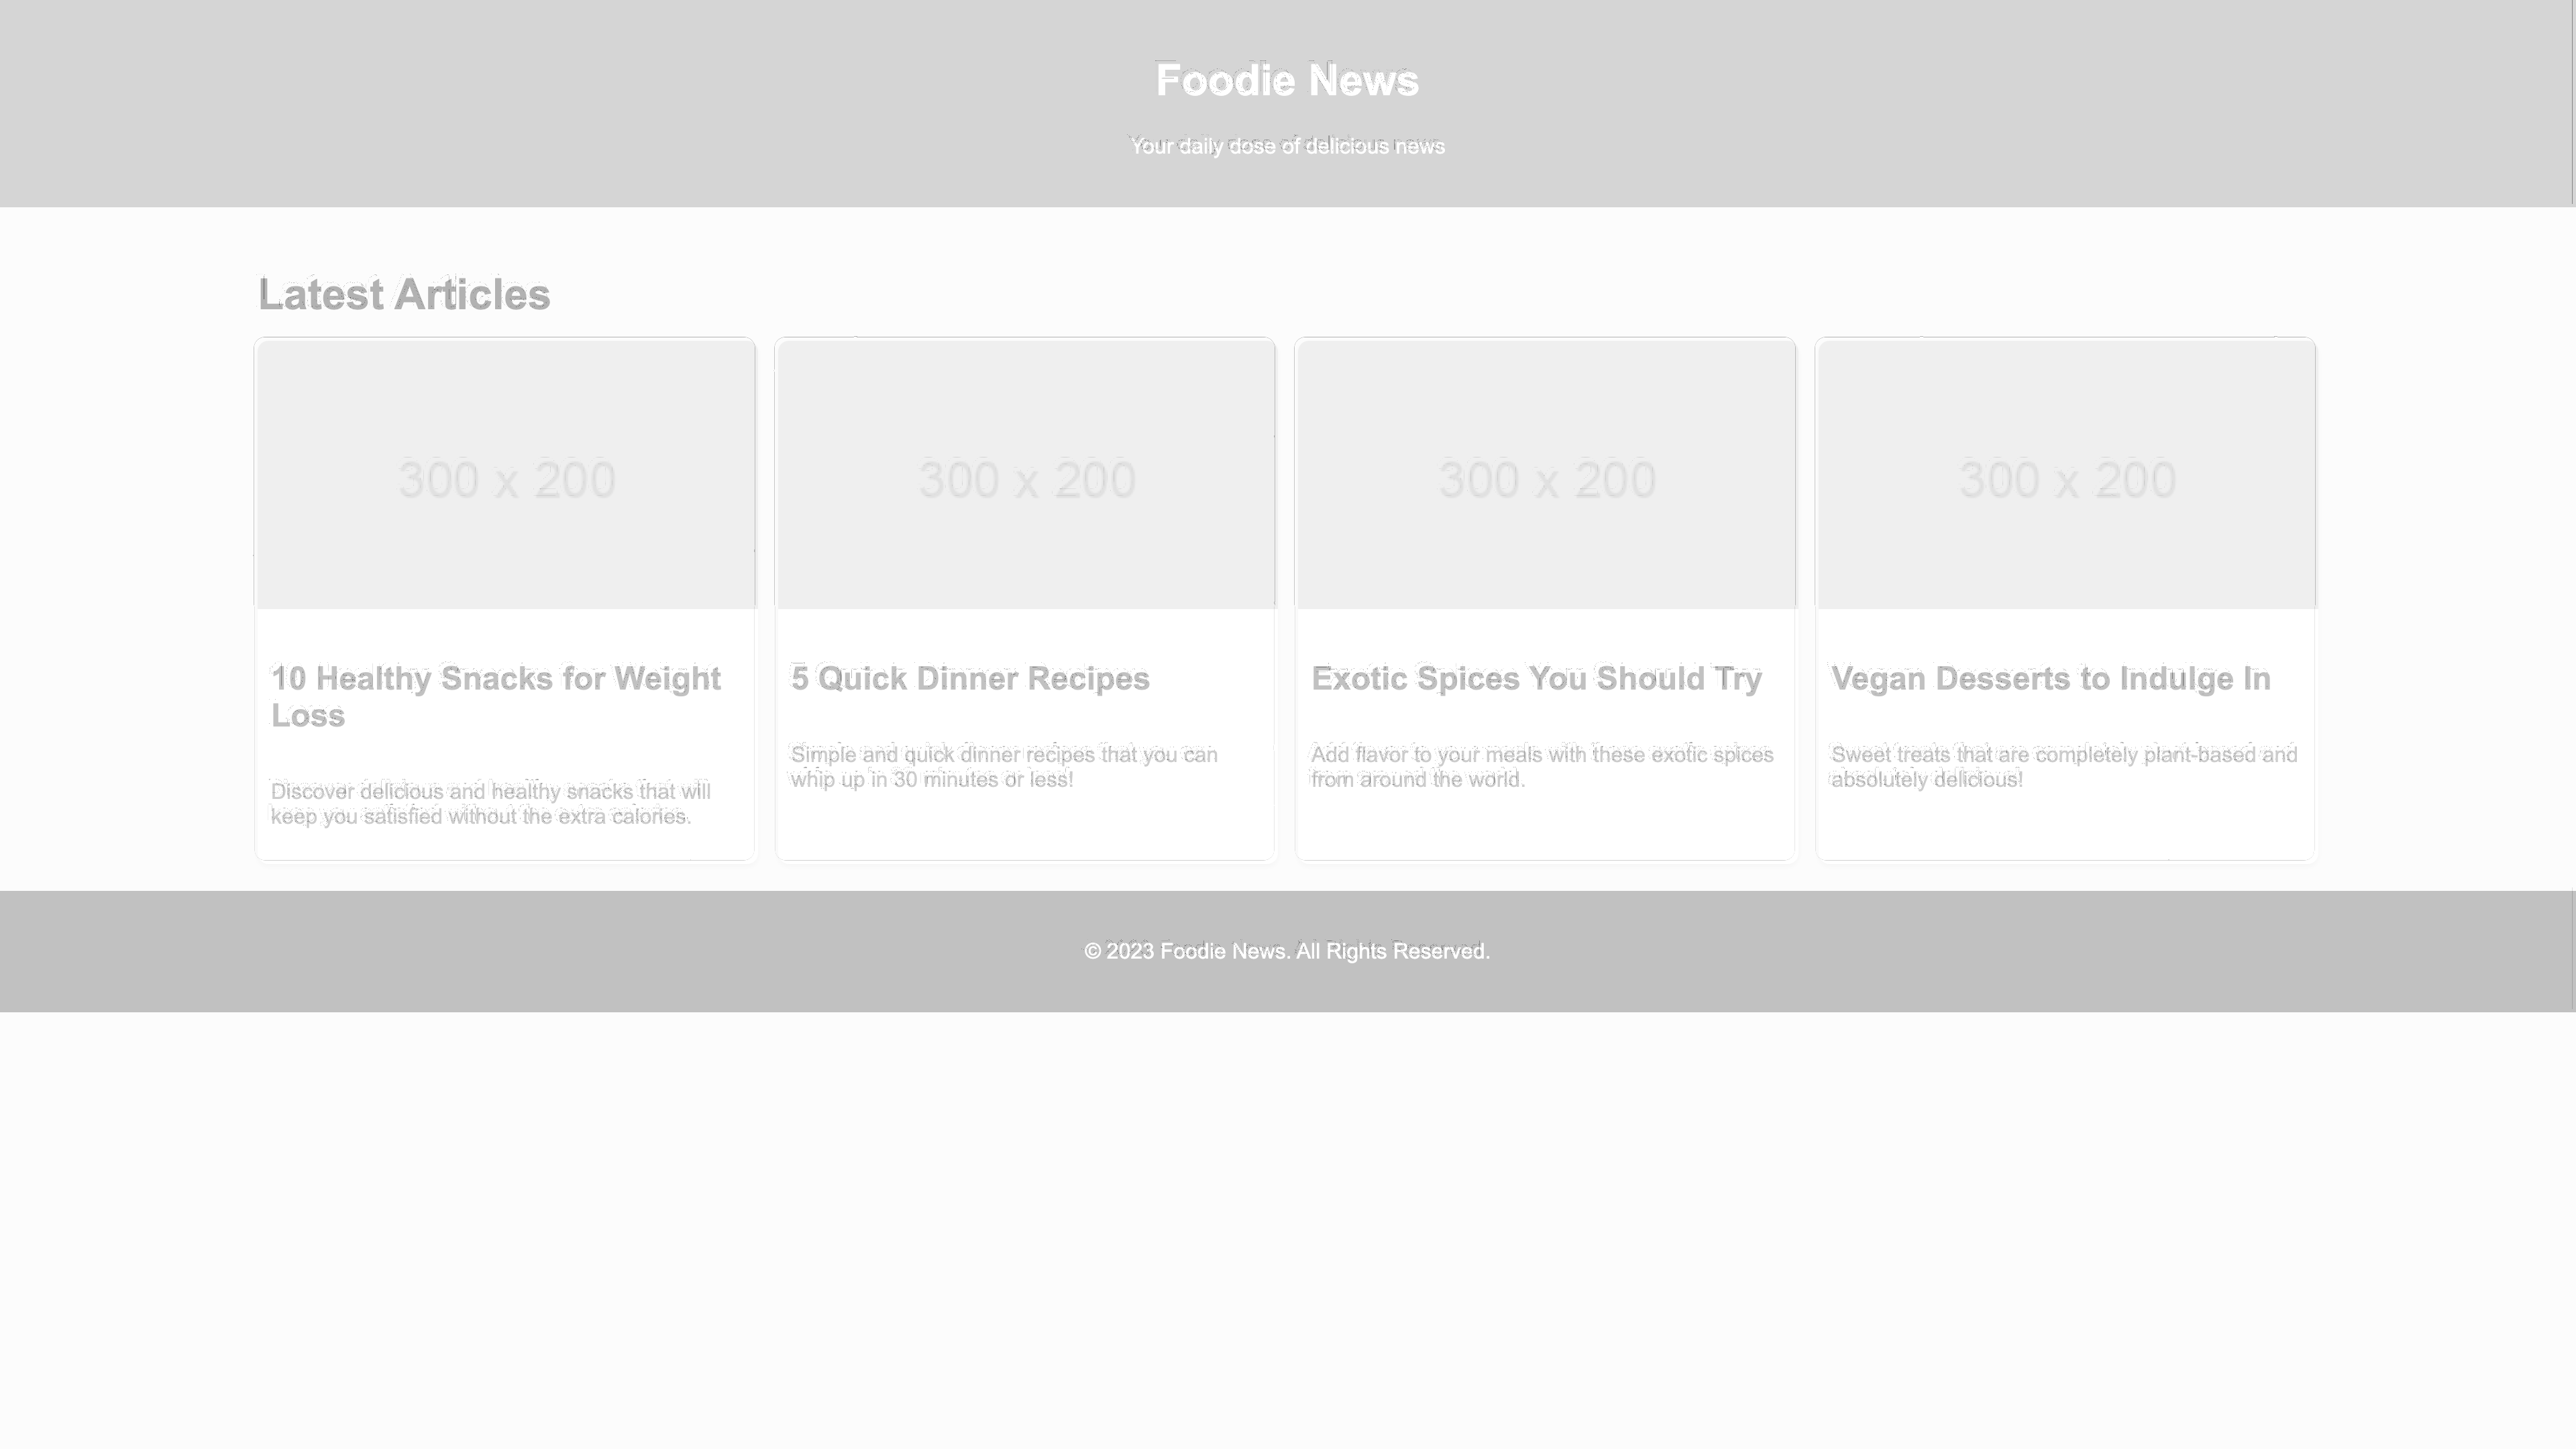 Foodie News
Your daily dose of delicious news
Latest Articles
300 x 200
300 x 200
300 x 200
300 x 200
10 Healthy Snacks for Weight
Loss
Discover delicious and healthy snacks that will
keep you satisfied without the extra calories.
5 Quick Dinner Recipes
Simple and quick dinner recipes that you can
whip up in 30 minutes or less!
Exotic Spices You Should Try
Add flavor to your meals with these exotic spices
from around the world.
Vegan Desserts to Indulge In
Sweet treats that are completely plant-based and
absolutely delicious!
© 2023 Foodie News. All Rights Reserved.